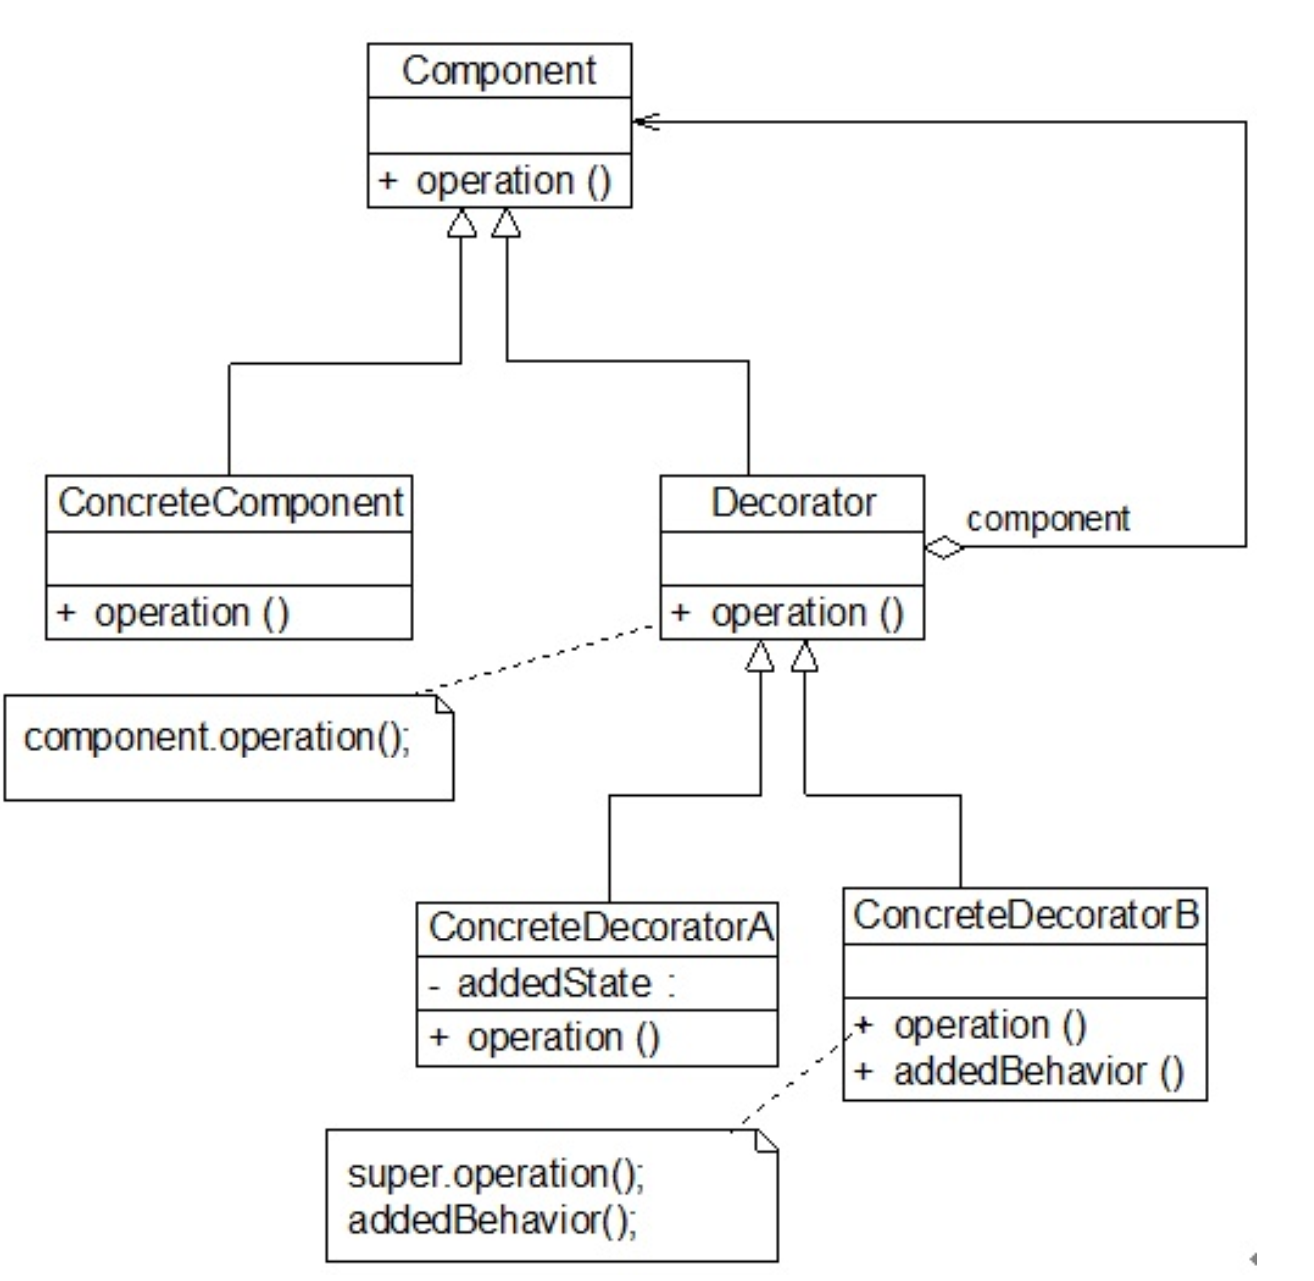 Component
+ operation ()
ConcreteComponent
+ operation ()
Decorator
+ operation ()
component
component.operation();
ConcreteDecoratorA
- addedState :
+ operation ()
ConcreteDecoratorB
+ operation ()
+ addedBehavior ()
super.operation();
addedBehavior();